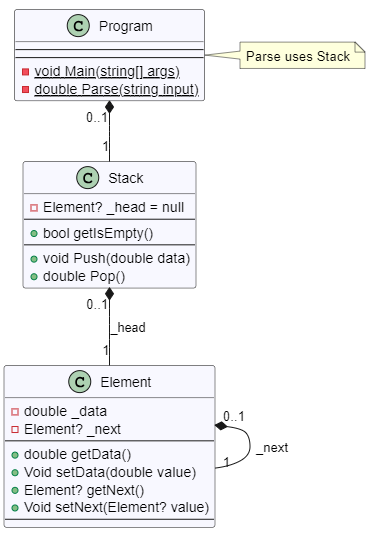 C Program
void Main(string[] args)
double Parse(string input)
Parse uses Stack
0..1
1
C Stack
Element? _head = null
bool getIsEmpty()
void Push(double data)
double Pop()
0..1
_head
1
C Element
double _data
Element? _next
double getData()
Void setData(double value)
Element? getNext()
Void setNext(Element? value)
0..1
_next
1